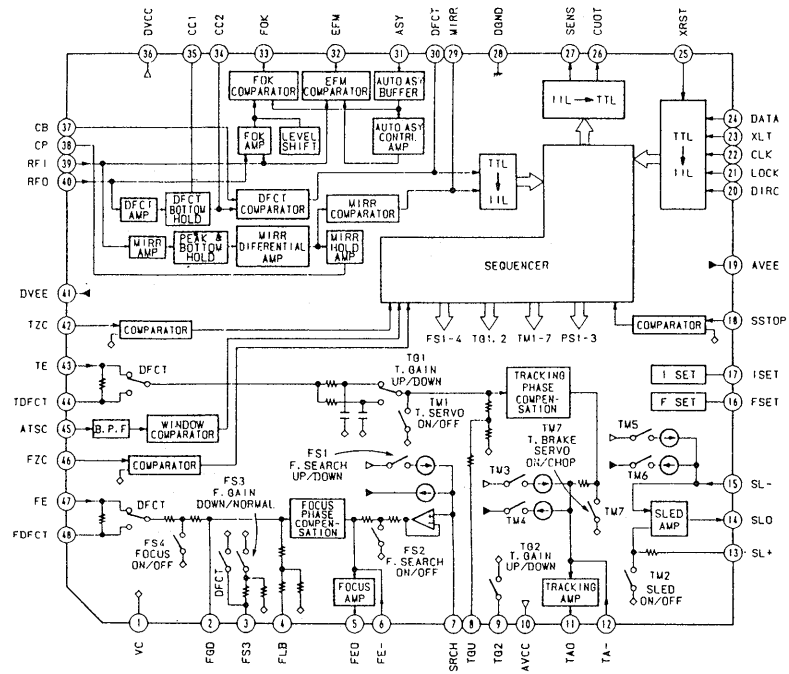 DVCC
CC1
CC2
FOK
EFM
ASY
DFCT
MIRR
DGND
SENS
CUOT
XRST
36
35
34
33
32
31
30
29
28
27
26
25
FOK
COMPARATOR
EFM
COMPARATOR
AUTO ASY
BUFFER
IIL → TTL
CB 37
CP 38
RFI 39
RFO 40
FOK
AMP
LEVEL
SHIFT
AUTO ASY
CONTRL
AMP
TTL
↓
IIL
TTL
↓
IIL
24 DATA
23 XLT
22 CLK
21 LOCK
20 DIRC
DFCT
AMP
DFCT
BOTTOM
HOLD
DFCT
COMPARATOR
MIRR
COMPARATOR
MIRR
AMP
PEAK &
BOTTOM
HOLD
MIRR
DIFERENTIAL
AMP
MIRR
HOLD
AMP
SEQUENCER
19 AVEE
DVEE 41
TZC 42
COMPARATOR
FS1-4
TG1, 2
TM1-7
PS1-3
COMPARATOR
18 SSTOP
TE 43
DFCT
TG1
T. GAIN
UP/DOWN
TRACKING
PHASE
COMPEN-
SATION
I SET
17 ISET
TDFCT 44
TM1
T. SERVO
ON/OFF
F SET
16 FSET
ATSC 45
B.P.F
WINDOW
COMPARATOR
TM7
T. BRAKE
SERVO
ON/CHOP
TM5
FZC 46
COMPARATOR
FS1
F. SEARCH
UP/DOWN
TM3
TM6
FE 47
DFCT
FS3
F. GAIN
DOWN/NORMAL
FOCUS
PHASE
COMPEN-
SATION
TM4
TM7
15 SL-
SLED
AMP
14 SLO
FDFCT 48
FS4
FOCUS
ON/OFF
FS2
F. SEARCH
ON/OFF
TG2
T. GAIN
UP/DOWN
13 SL+
DFCT
FOCUS
AMP
TRACKING
AMP
TM2
SLED
ON/OFF
1
2
3
4
5
6
7
8
9
10
11
12
VC
FGD
FS3
FLB
FEO
FE-
SRCH
TGU
TG2
AVCC
TAO
TA-